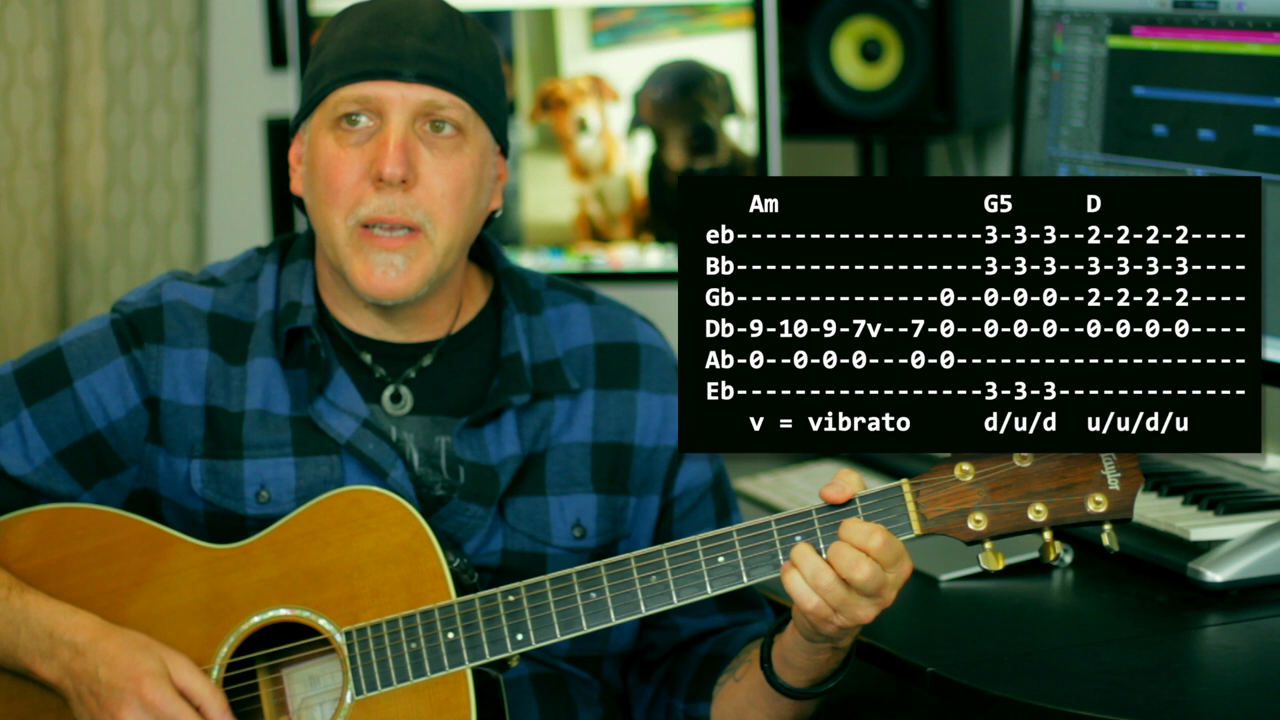 Am              G5     D
eb-----------------3-3-3--2-2-2-2----
Bb-----------------3-3-3--3-3-3-3----
Gb--------------0--0-0-0--2-2-2-2----
Db-9-10-9-7v--7-0--0-0-0--0-0-0-0----
Ab-0--0-0-0---0-0--------------------
Eb-----------------3-3-3-------------
   v = vibrato     d/u/d  u/u/d/u
Taylor